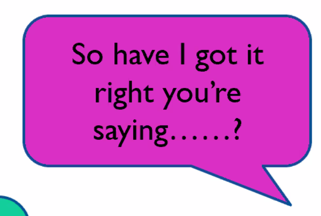 So have I got it
right you're
saying......?